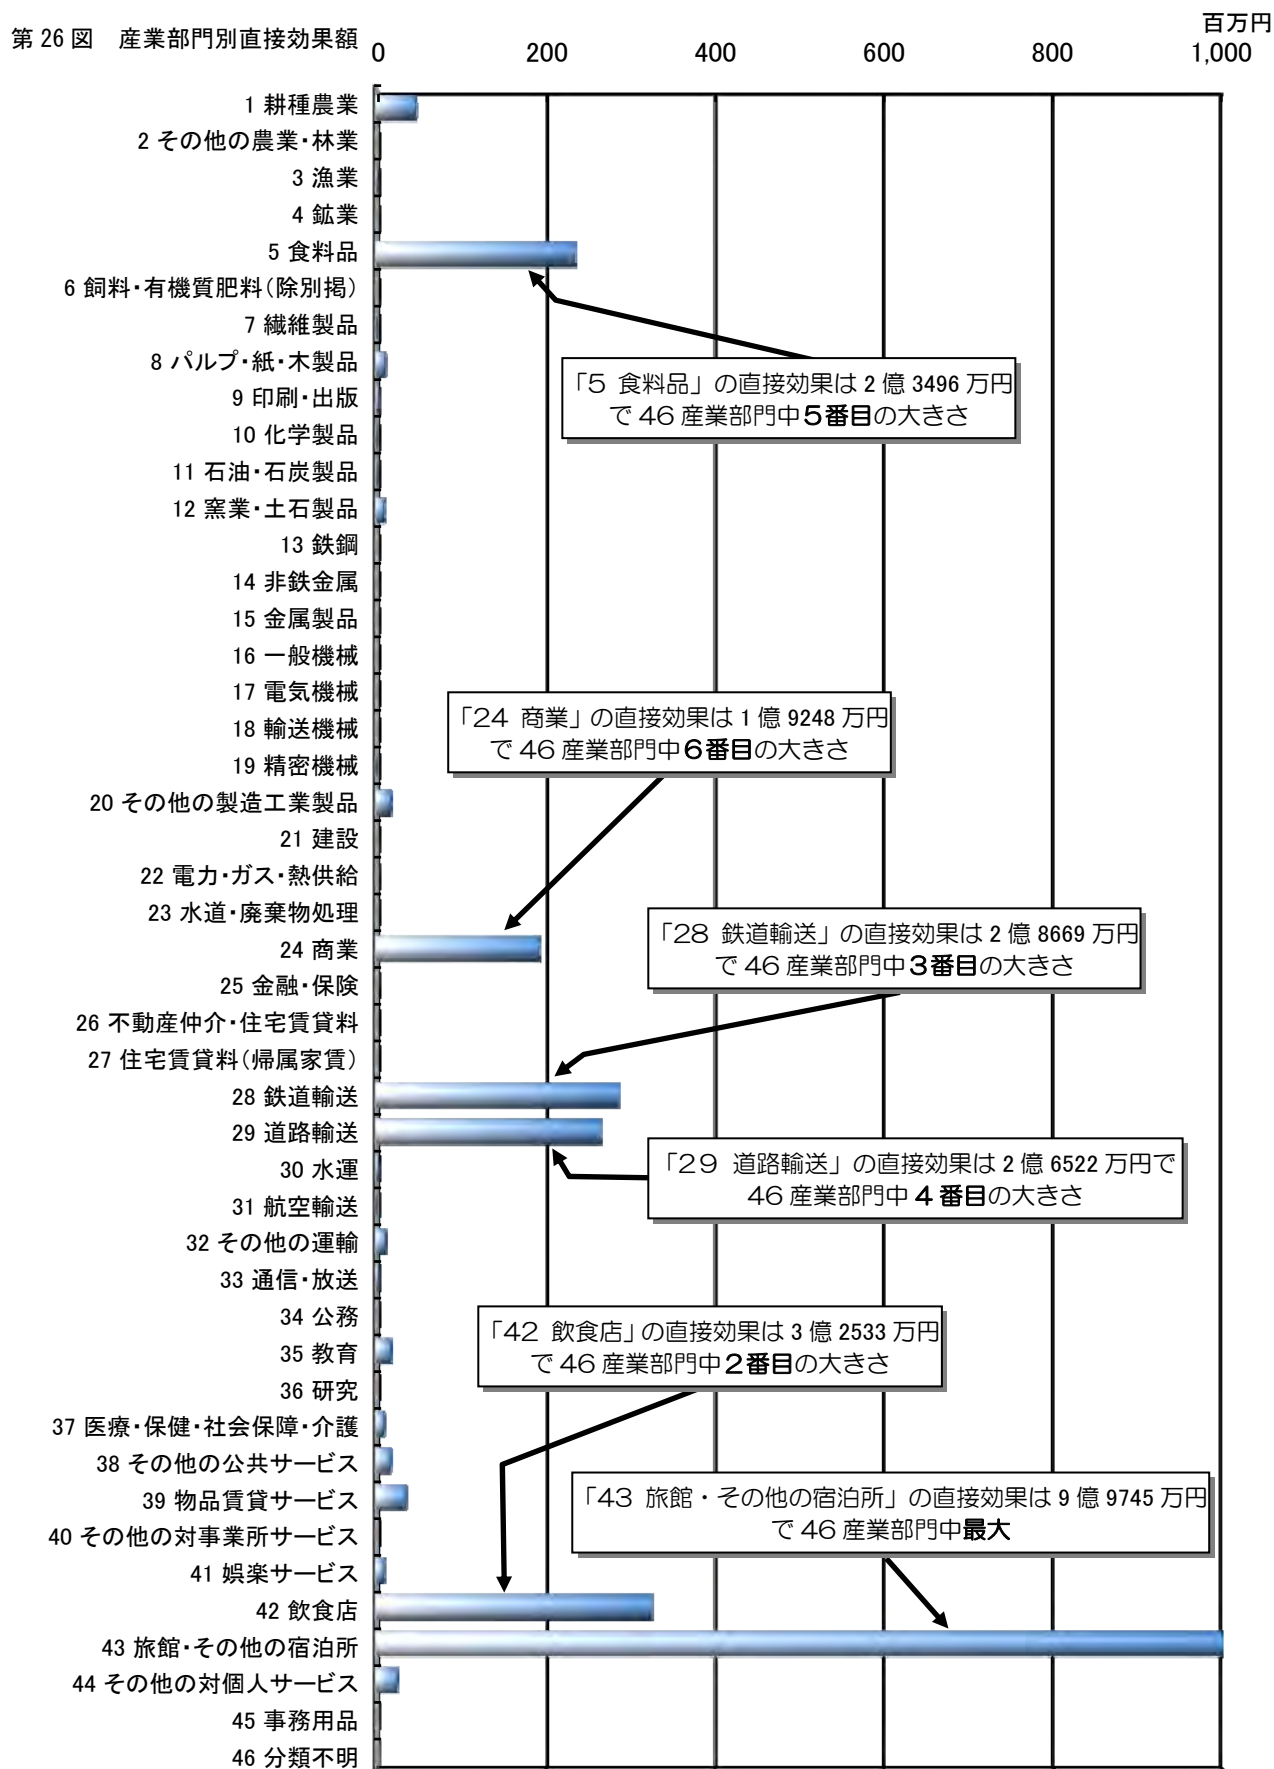 百万円
第 26 図　産業部門別直接効果額
0 200 400 600 800 1,000
1 耕種農業
2 その他の農業・林業
3 漁業
4 鉱業
5 食料品
6 飼料・有機質肥料(除別掲)
7 繊維製品
8 パルプ・紙・木製品
「5 食料品」の直接効果は 2 億 3496 万円
で 46 産業部門中5番目の大きさ
9 印刷・出版
10 化学製品
11 石油・石炭製品
12 窯業・土石製品
13 鉄鋼
14 非鉄金属
15 金属製品
16 一般機械
17 電気機械
「24 商業」の直接効果は 1 億 9248 万円
で 46 産業部門中6番目の大きさ
18 輸送機械
19 精密機械
20 その他の製造工業製品
21 建設
22 電力・ガス・熱供給
23 水道・廃棄物処理
「28 鉄道輸送」の直接効果は 2 億 8669 万円
で 46 産業部門中3番目の大きさ
24 商業
25 金融・保険
26 不動産仲介・住宅賃貸料
27 住宅賃貸料(帰属家賃)
28 鉄道輸送
29 道路輸送
「29 道路輸送」の直接効果は 2 億 6522 万円で
46 産業部門中 4 番目の大きさ
30 水運
31 航空輸送
32 その他の運輸
33 通信・放送
34 公務
「42 飲食店」の直接効果は 3 億 2533 万円
で 46 産業部門中2番目の大きさ
35 教育
36 研究
37 医療・保健・社会保障・介護
38 その他の公共サービス
39 物品賃貸サービス
「43 旅館・その他の宿泊所」の直接効果は 9 億 9745 万円
で 46 産業部門中最大
40 その他の対事業所サービス
41 娯楽サービス
42 飲食店
43 旅館・その他の宿泊所
44 その他の対個人サービス
45 事務用品
46 分類不明